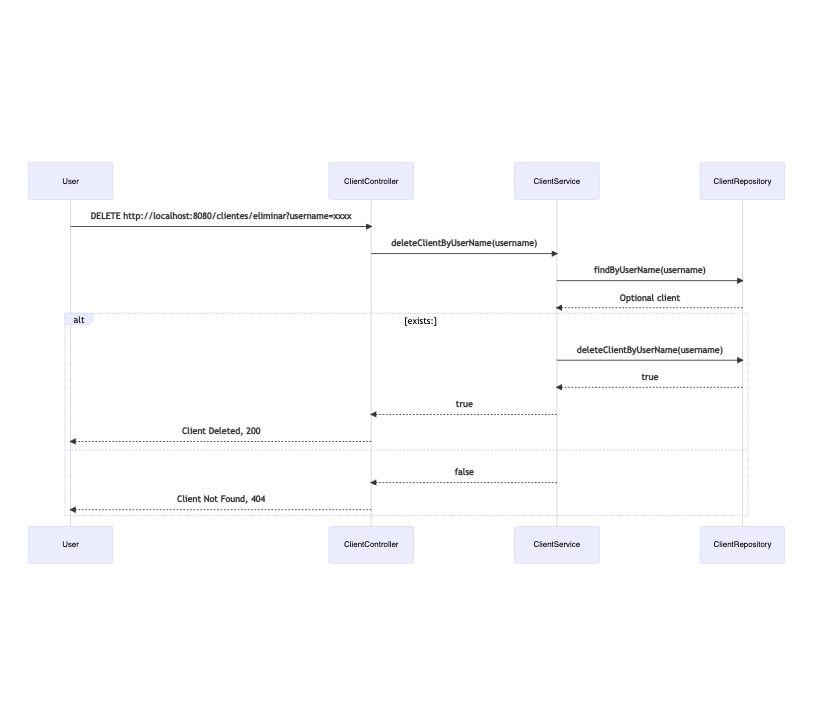 User
ClientController
ClientService
ClientRepository
DELETE http://localhost:8080/clientes/eliminar?username=xxxx
deleteClientByUserName(username)
findByUserName(username)
Optional client
alt
[exists:]
deleteClientByUserName(username)
true
true
Client Deleted, 200
false
Client Not Found, 404
User
ClientController
ClientService
ClientRepository